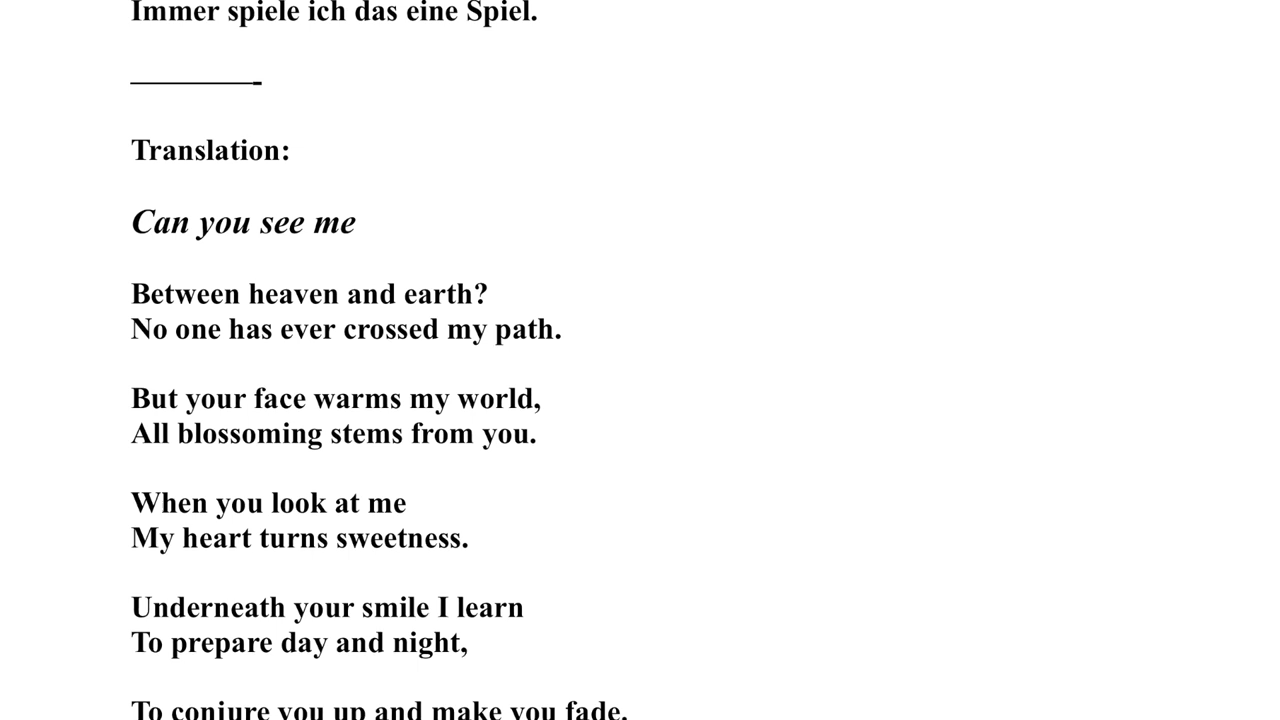 Immer spiele ich das eine Spiel.
————-
Translation:
Can you see me
Between heaven and earth?
No one has ever crossed my path.
But your face warms my world,
All blossoming stems from you.
When you look at me
My heart turns sweetness.
Underneath your smile I learn
To prepare day and night,
To conjure you up and make you fade,